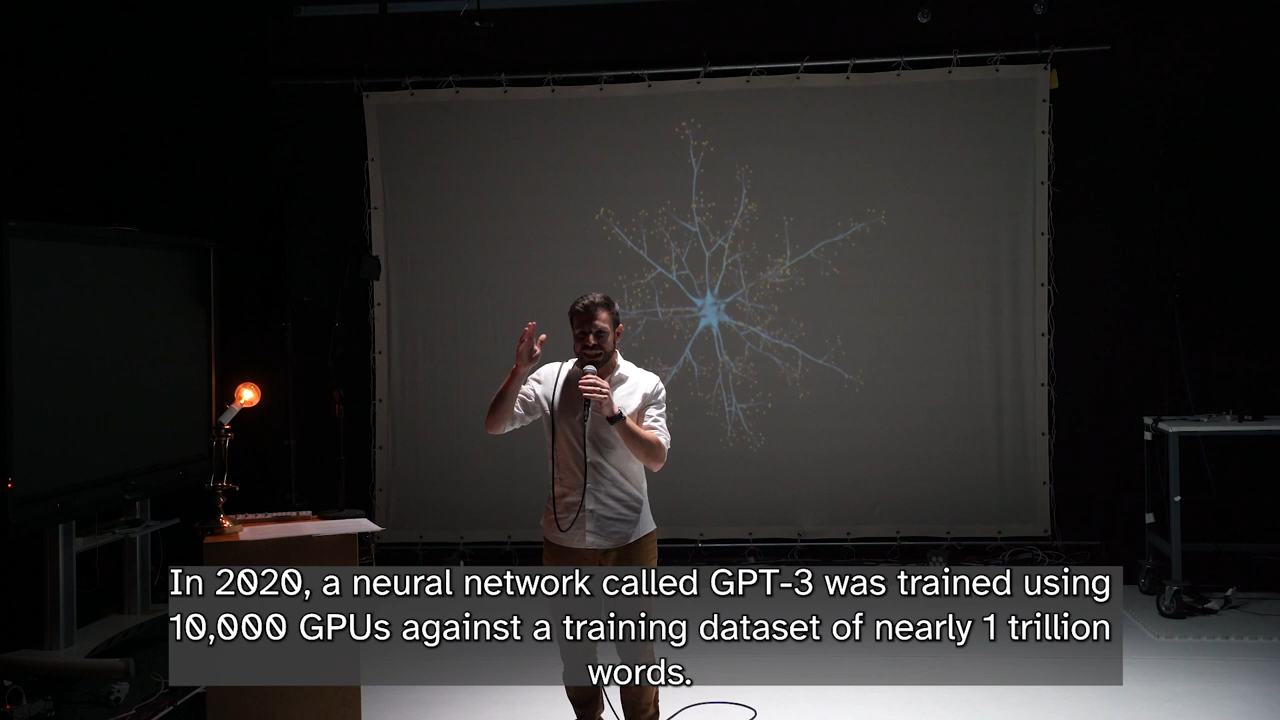 In 2020, a neural network called GPT-3 was trained using
10,000 GPUs against a training dataset of nearly 1 trillion
words.